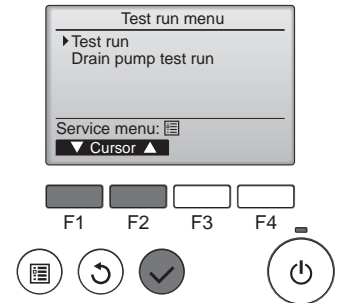 Test run menu
Test run
Drain pump test run
Service menu:
▼ Cursor ▲
F1 F2 F3 F4